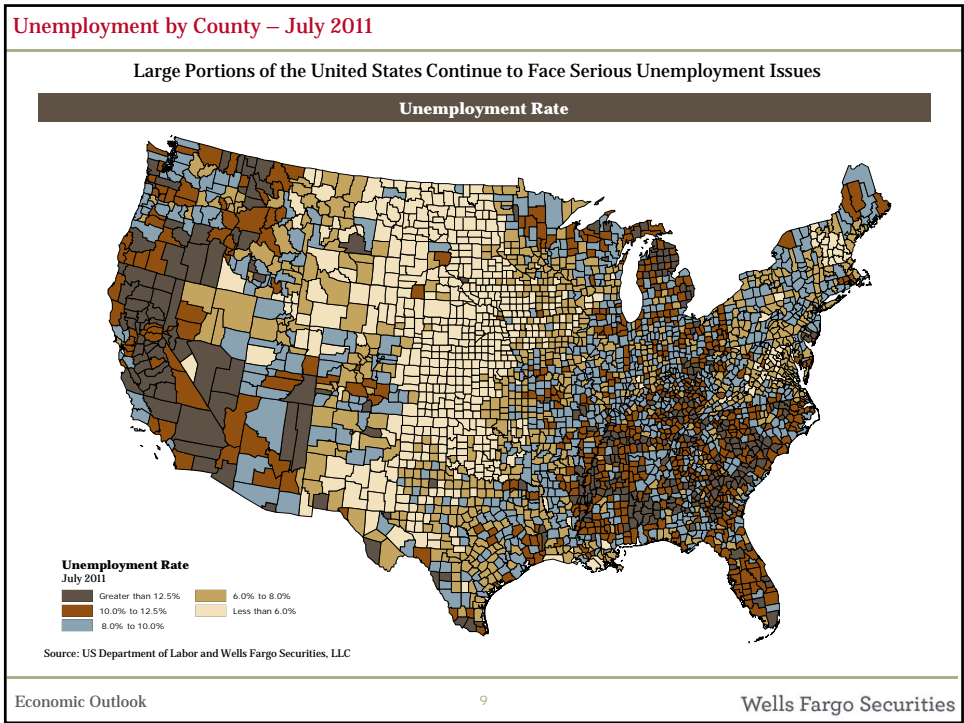 Unemployment by County – July 2011
Large Portions of the United States Continue to Face Serious Unemployment Issues
Unemployment Rate
Unemployment Rate
July 2011
Greater than 12.5%
10.0% to 12.5%
8.0% to 10.0%
6.0% to 8.0%
Less than 6.0%
Source: US Department of Labor and Wells Fargo Securities, LLC
Economic Outlook
9
Wells Fargo Securities